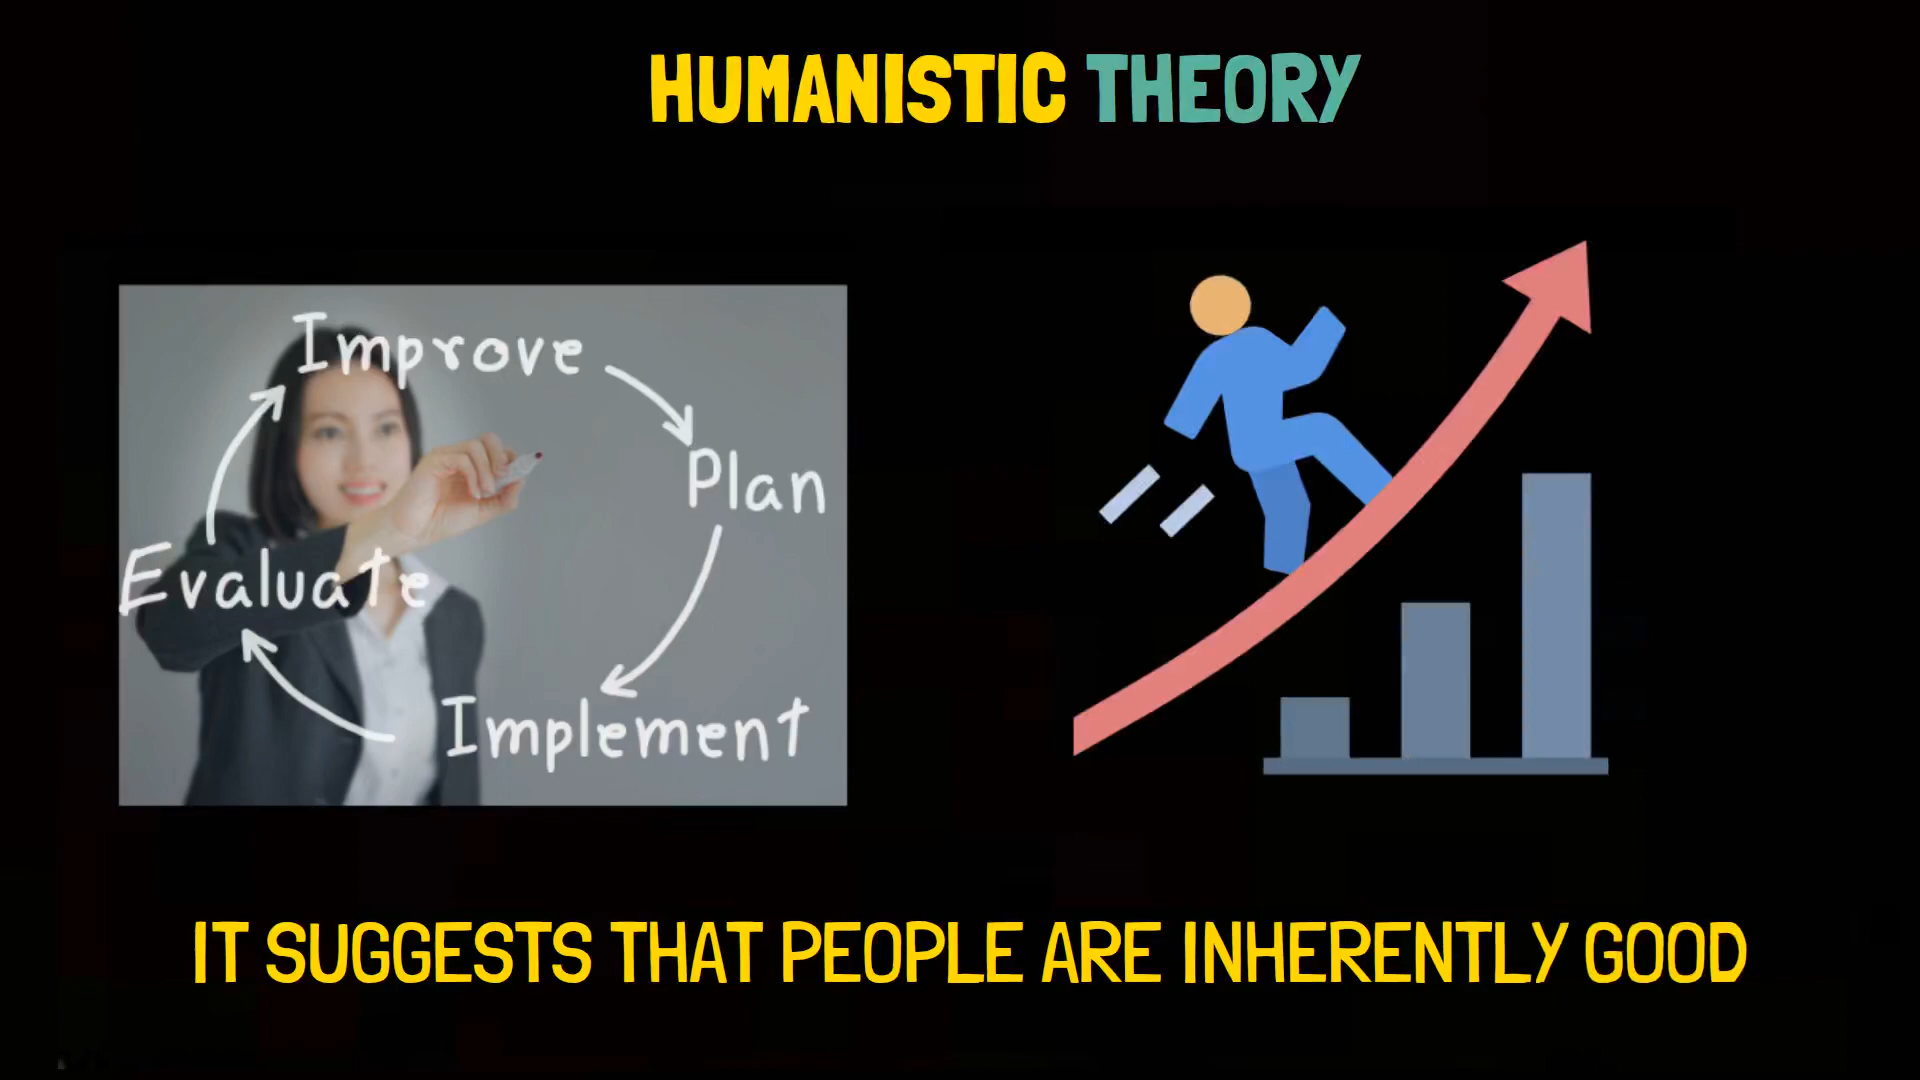 HUMANISTIC THEORY
Improve
Plan
Evaluate
Implement
IT SUGGESTS THAT PEOPLE ARE INHERENTLY GOOD